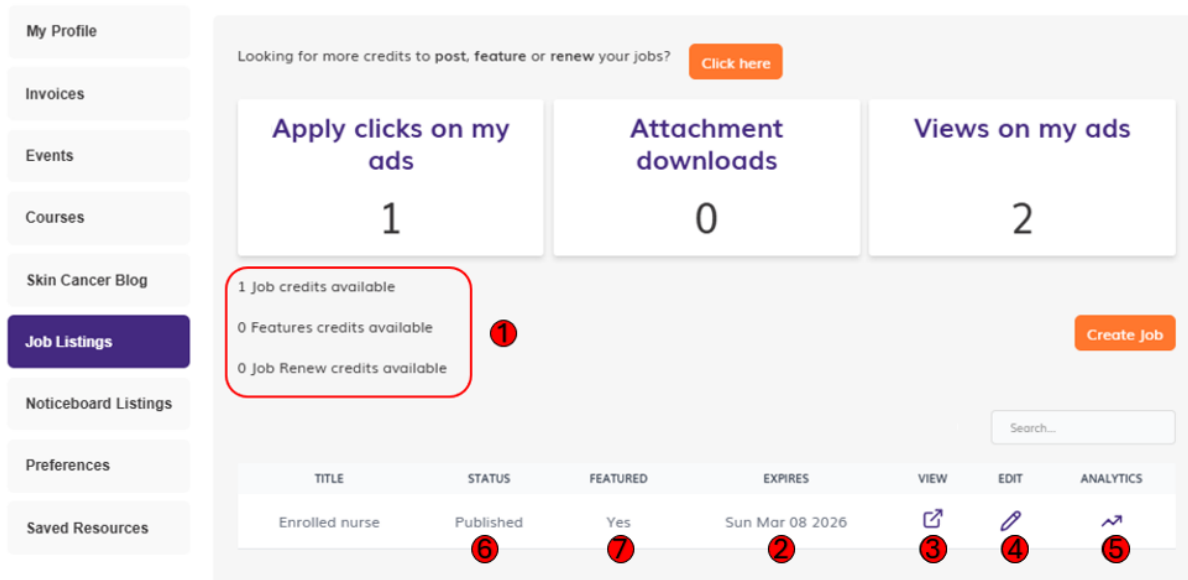 My Profile
Invoices
Events
Courses
Skin Cancer Blog
Job Listings
Noticeboard Listings
Preferences
Saved Resources
Looking for more credits to post, feature or renew your jobs?
Click here
Apply clicks on my
ads
1
Attachment
downloads
0
Views on my ads
2
1 Job credits available
0 Features credits available
0 Job Renew credits available
1
Create Job
Search...
TITLE STATUS FEATURED EXPIRES VIEW EDIT ANALYTICS
Enrolled nurse Published Yes Sun Mar 08 2026
6 7 2 3 4 5